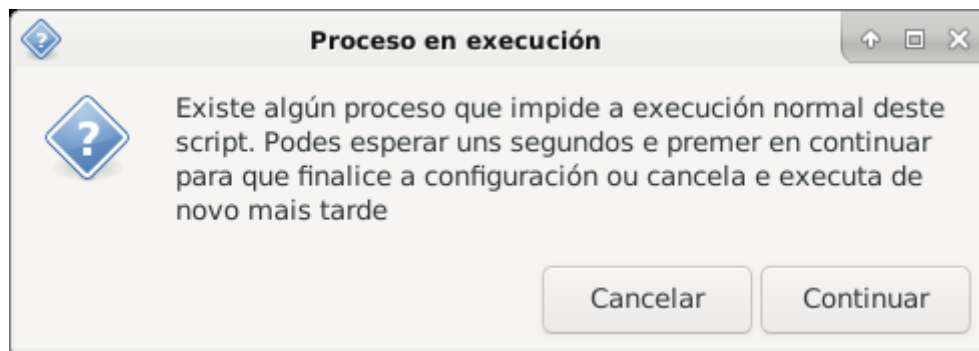 Proceso en execución
Existe algún proceso que impide a execución normal deste
script. Podes esperar uns segundos e premer en continuar
para que finalice a configuración ou cancela e executa de
novo mais tarde
Cancelar
Continuar